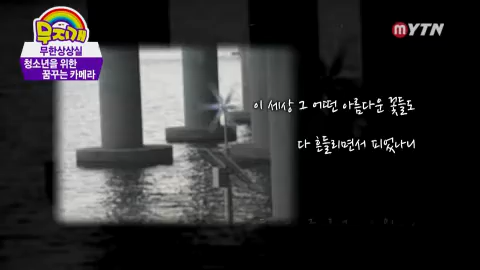 무지개
무한상상실
청소년을 위한
꿈꾸는 카메라
mYTN
이 세상 그 어떤 아름다운 꽃들도
다 흔들리면서 피었나니